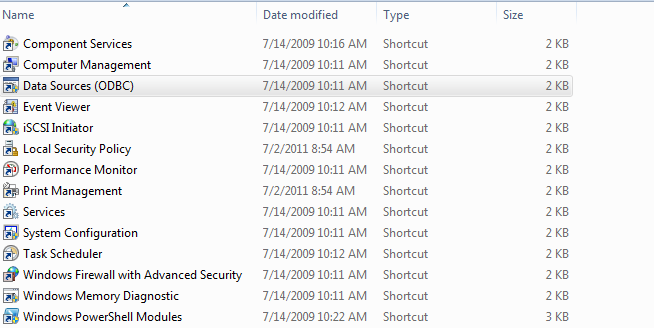 Name Date modified Type Size
Component Services 7/14/2009 10:16 AM Shortcut 2 KB
Computer Management 7/14/2009 10:11 AM Shortcut 2 KB
Data Sources (ODBC) 7/14/2009 10:11 AM Shortcut 2 KB
Event Viewer 7/14/2009 10:12 AM Shortcut 2 KB
iSCSI Initiator 7/14/2009 10:11 AM Shortcut 2 KB
Local Security Policy 7/2/2011 8:54 AM Shortcut 2 KB
Performance Monitor 7/14/2009 10:11 AM Shortcut 2 KB
Print Management 7/2/2011 8:54 AM Shortcut 2 KB
Services 7/14/2009 10:11 AM Shortcut 2 KB
System Configuration 7/14/2009 10:11 AM Shortcut 2 KB
Task Scheduler 7/14/2009 10:12 AM Shortcut 2 KB
Windows Firewall with Advanced Security 7/14/2009 10:11 AM Shortcut 2 KB
Windows Memory Diagnostic 7/14/2009 10:11 AM Shortcut 2 KB
Windows PowerShell Modules 7/14/2009 10:22 AM Shortcut 3 KB